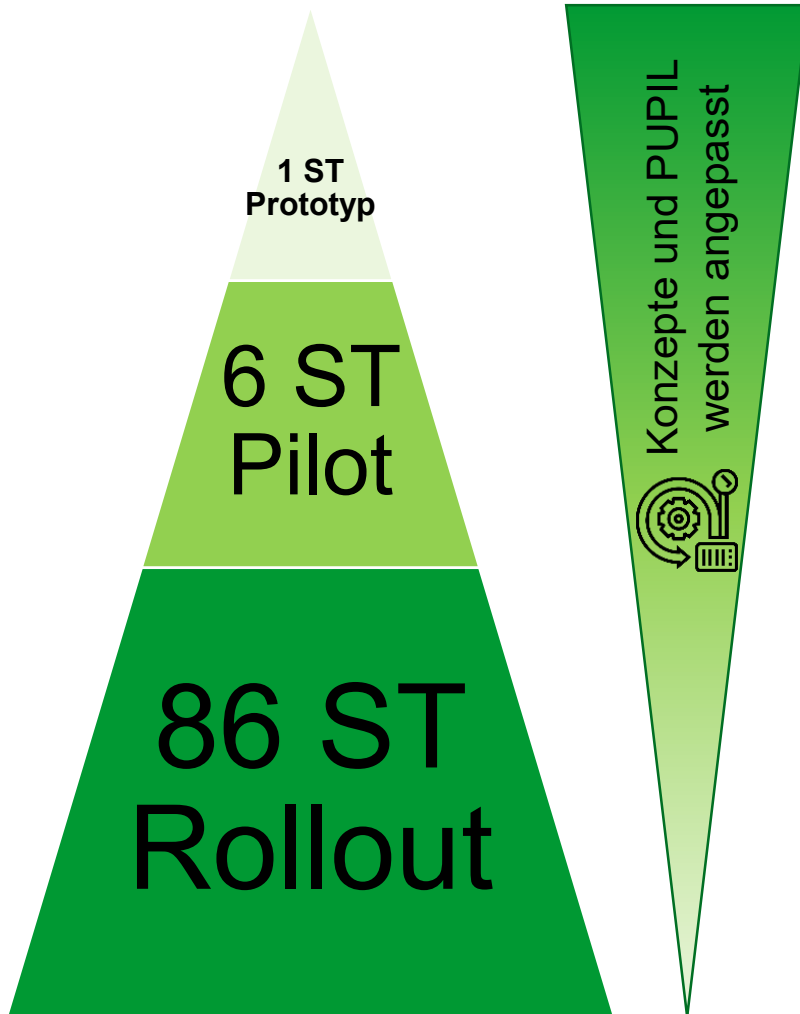 1 ST
Prototyp
6 ST
Pilot
86 ST
Rollout
Konzepte und PUPIL
werden angepasst